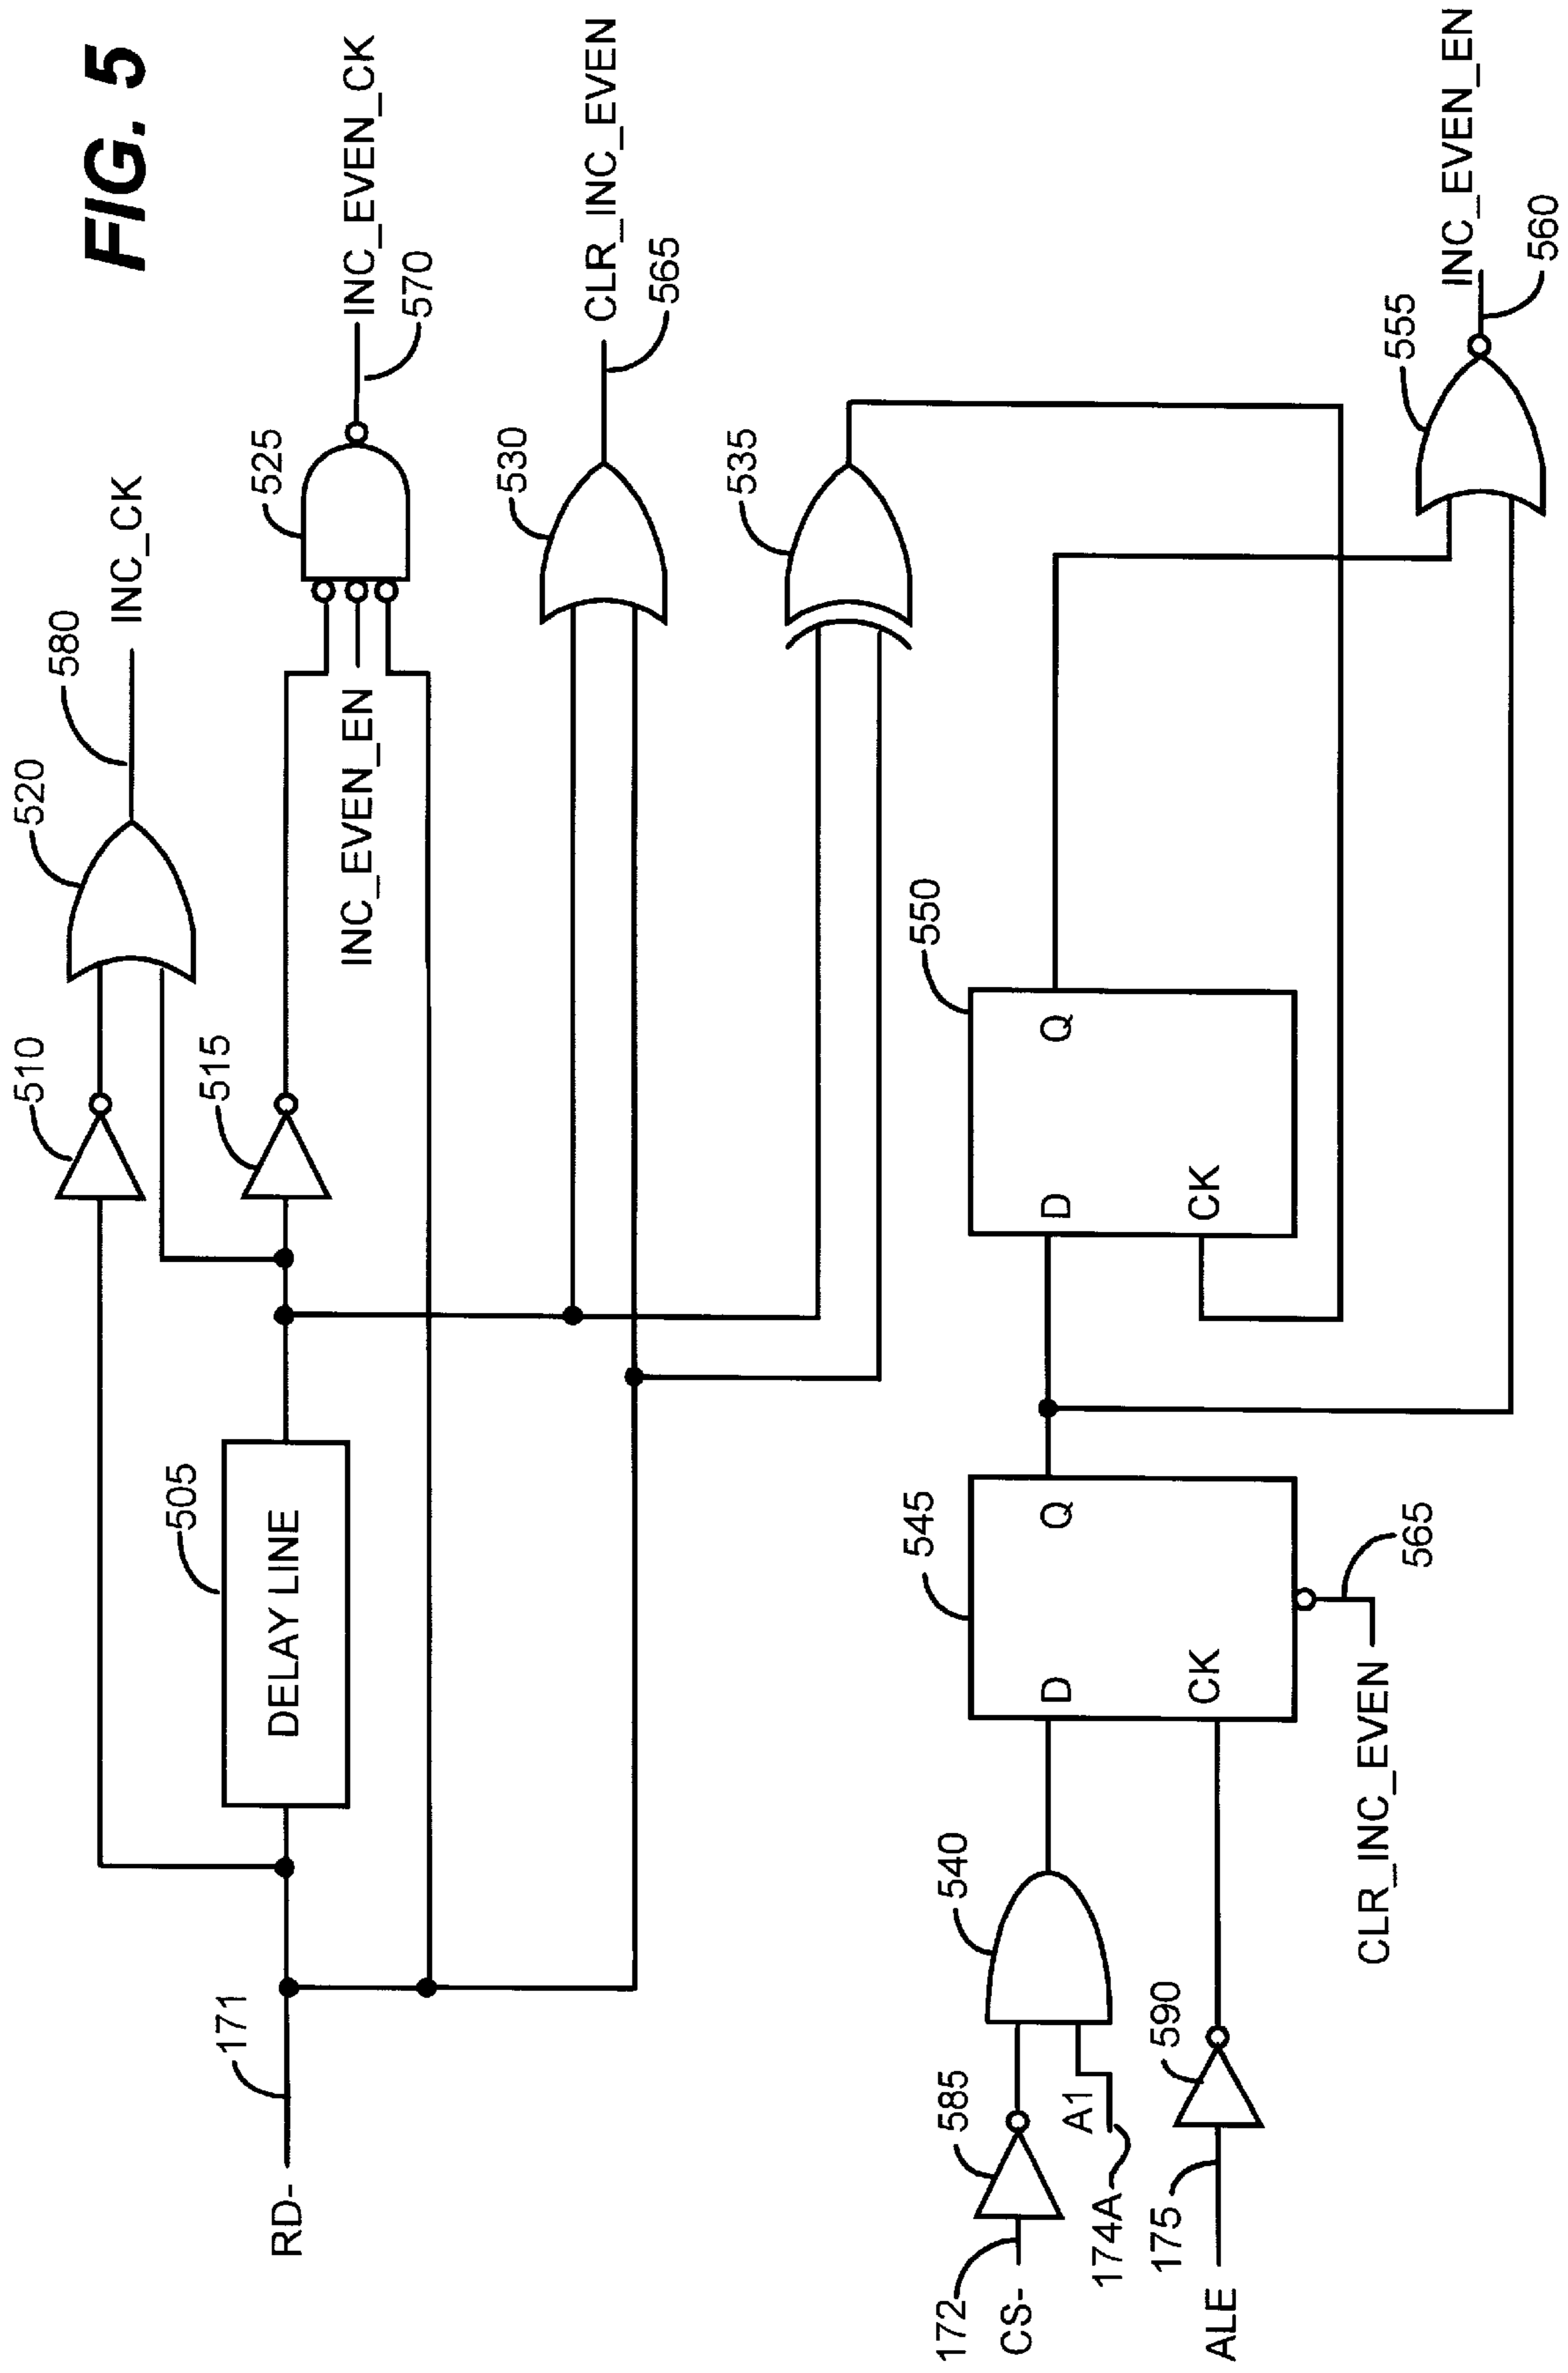 FIG. 5
520
580
INC_CK
510
525
INC_EVEN_CK
570
515
INC_EVEN_EN
505
DELAY LINE
171
RD-
530
CLR_INC_EVEN
565
535
545
D
Q
CK
550
D
Q
CK
540
585
172
CS-
A1
174A
590
175
ALE
CLR_INC_EVEN
565
555
INC_EVEN_EN
560